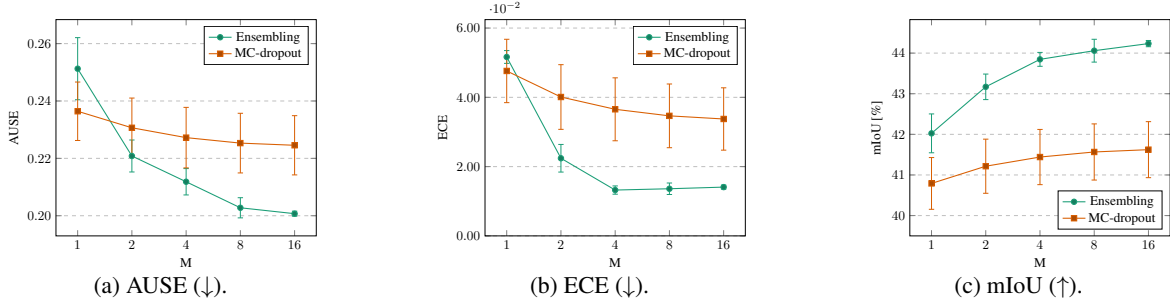 0.26
0.24
0.22
0.20
AUSE
1 2 4 8 16
M
Ensembling
MC-dropout
(a) AUSE (↓).
·10−2
6.00
4.00
2.00
0.00
ECE
1 2 4 8 16
M
Ensembling
MC-dropout
(b) ECE (↓).
44
43
42
41
40
mIoU [%]
1 2 4 8 16
M
Ensembling
MC-dropout
(c) mIoU (↑).